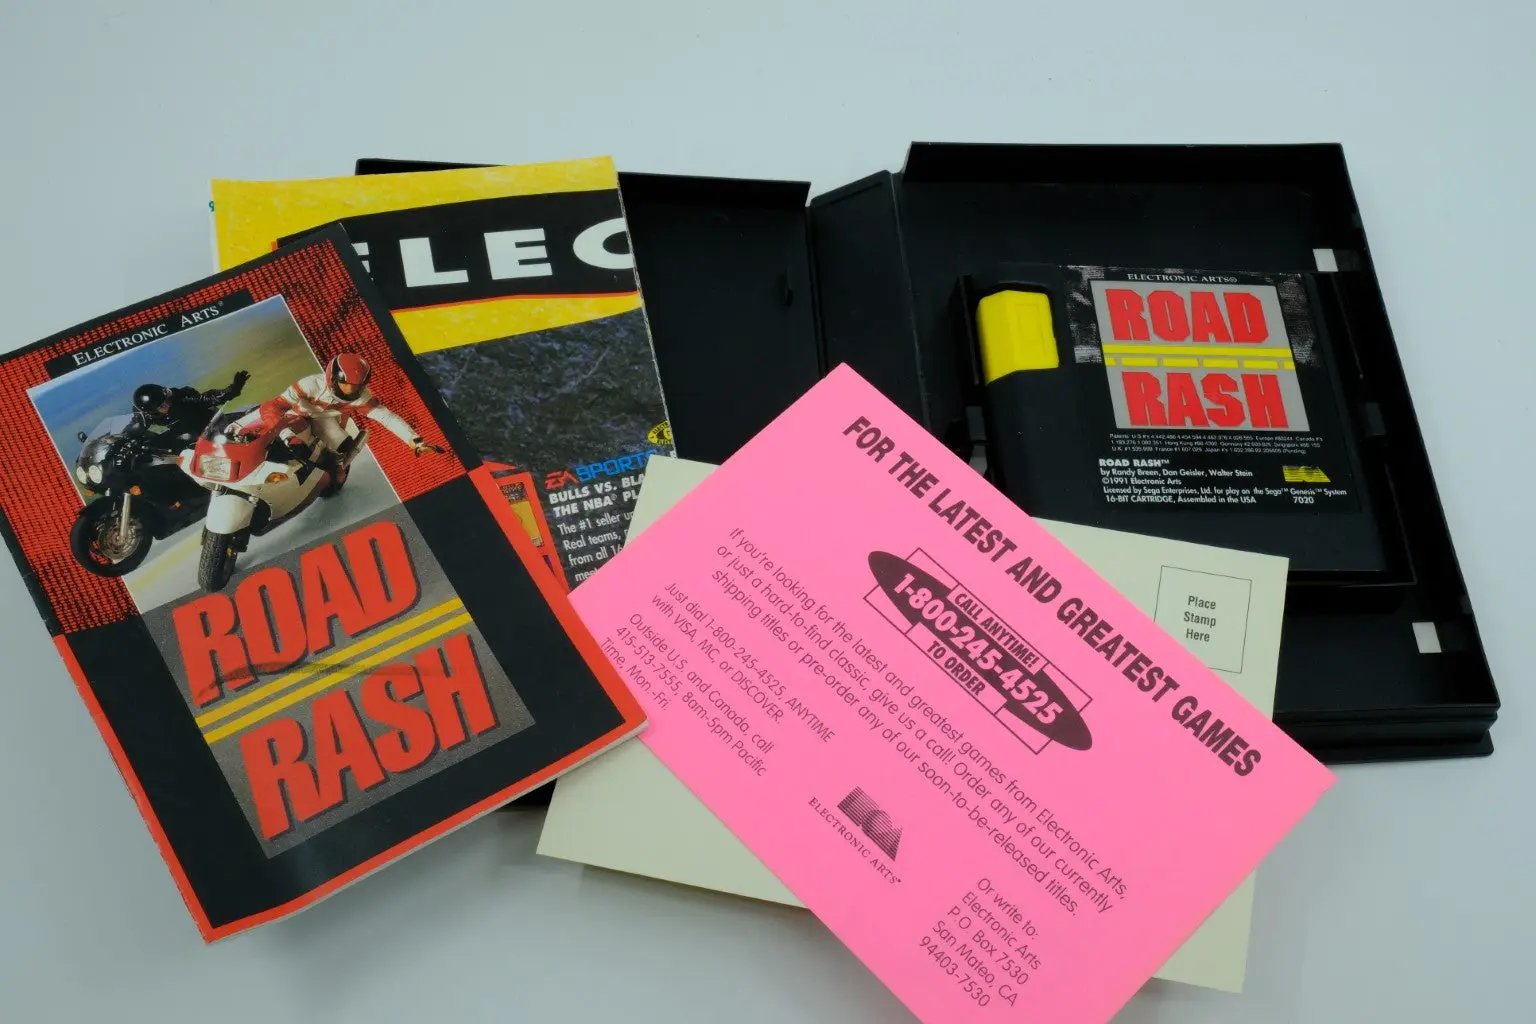 ELECTRONIC ARTS®
ROAD
RASH
ELEC
EA SPORTS
BULLS VS. BLA
THE NBA® PL
The #1 seller up
Real teams,
from all 16
meet
ELECTRONIC ARTS®
ROAD
RASH
ROAD RASH™
by Randy Breen, Dan Geisler, Walter Stein
©1991 Electronic Arts
Licensed by Sega Enterprises, Ltd. for play on the Sega™ Genesis™ System
16-BIT CARTRIDGE, Assembled in the USA 7020
Place
Stamp
Here
FOR THE LATEST AND GREATEST GAMES
CALL ANYTIME!
1-800-245-4525
TO ORDER
If you're looking for the latest and greatest games from Electronic Arts,
or just a hard-to-find classic, give us a call! Order any of our currently
shipping titles or pre-order any of our soon-to-be-released titles.
Just dial 1-800-245-4525, ANYTIME
with VISA, MC, or DISCOVER.
Outside U.S. and Canada, call
415-513-7555, 8am-5pm Pacific
Time, Mon.-Fri.
ELECTRONIC ARTS®
Or write to:
Electronic Arts
P.O. Box 7530
San Mateo, CA
94403-7530